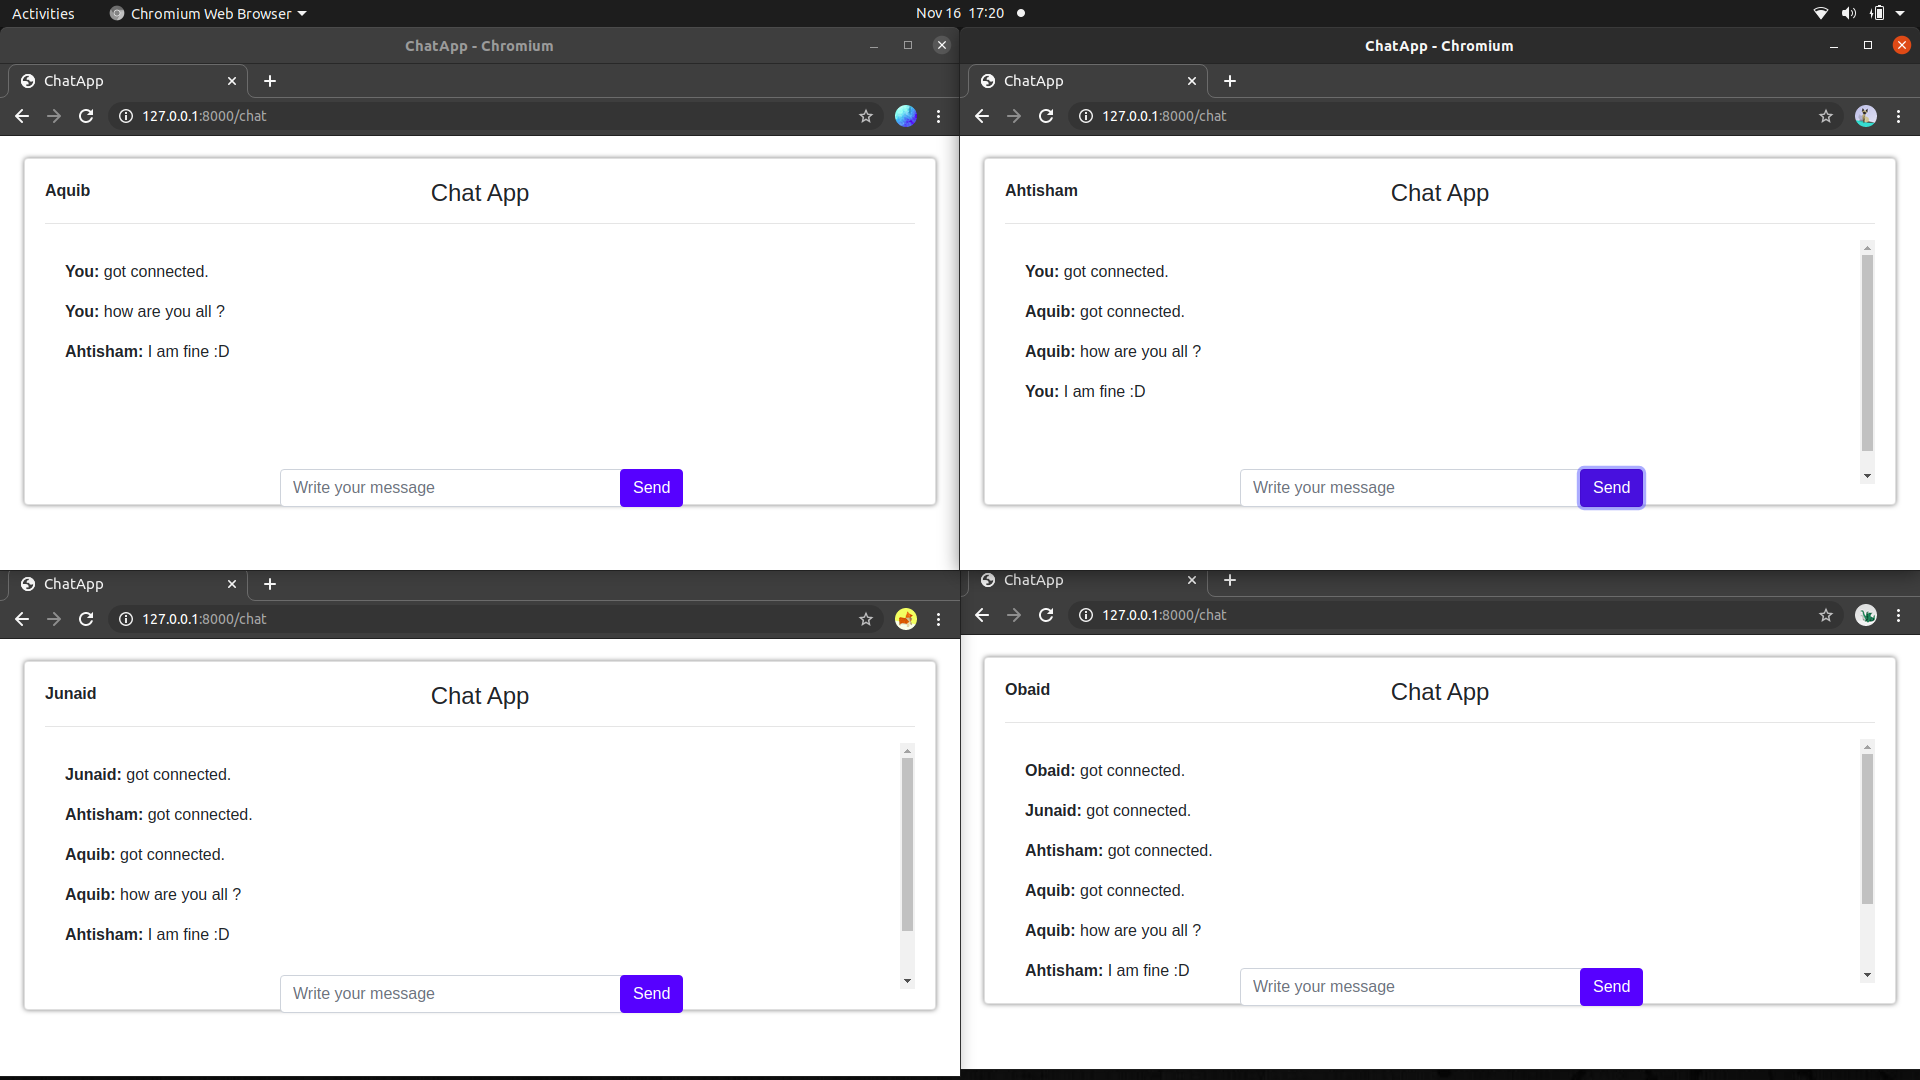 Activities Chromium Web Browser Nov 16 17:20
ChatApp - Chromium
ChatApp
127.0.0.1:8000/chat
Aquib Chat App
You: got connected.
You: how are you all ?
Ahtisham: I am fine :D
Write your message Send
ChatApp - Chromium
ChatApp
127.0.0.1:8000/chat
Ahtisham Chat App
You: got connected.
Aquib: got connected.
Aquib: how are you all ?
You: I am fine :D
Write your message Send
ChatApp
127.0.0.1:8000/chat
Junaid Chat App
Junaid: got connected.
Ahtisham: got connected.
Aquib: got connected.
Aquib: how are you all ?
Ahtisham: I am fine :D
Write your message Send
ChatApp
127.0.0.1:8000/chat
Obaid Chat App
Obaid: got connected.
Junaid: got connected.
Ahtisham: got connected.
Aquib: got connected.
Aquib: how are you all ?
Ahtisham: I am fine :D
Write your message Send